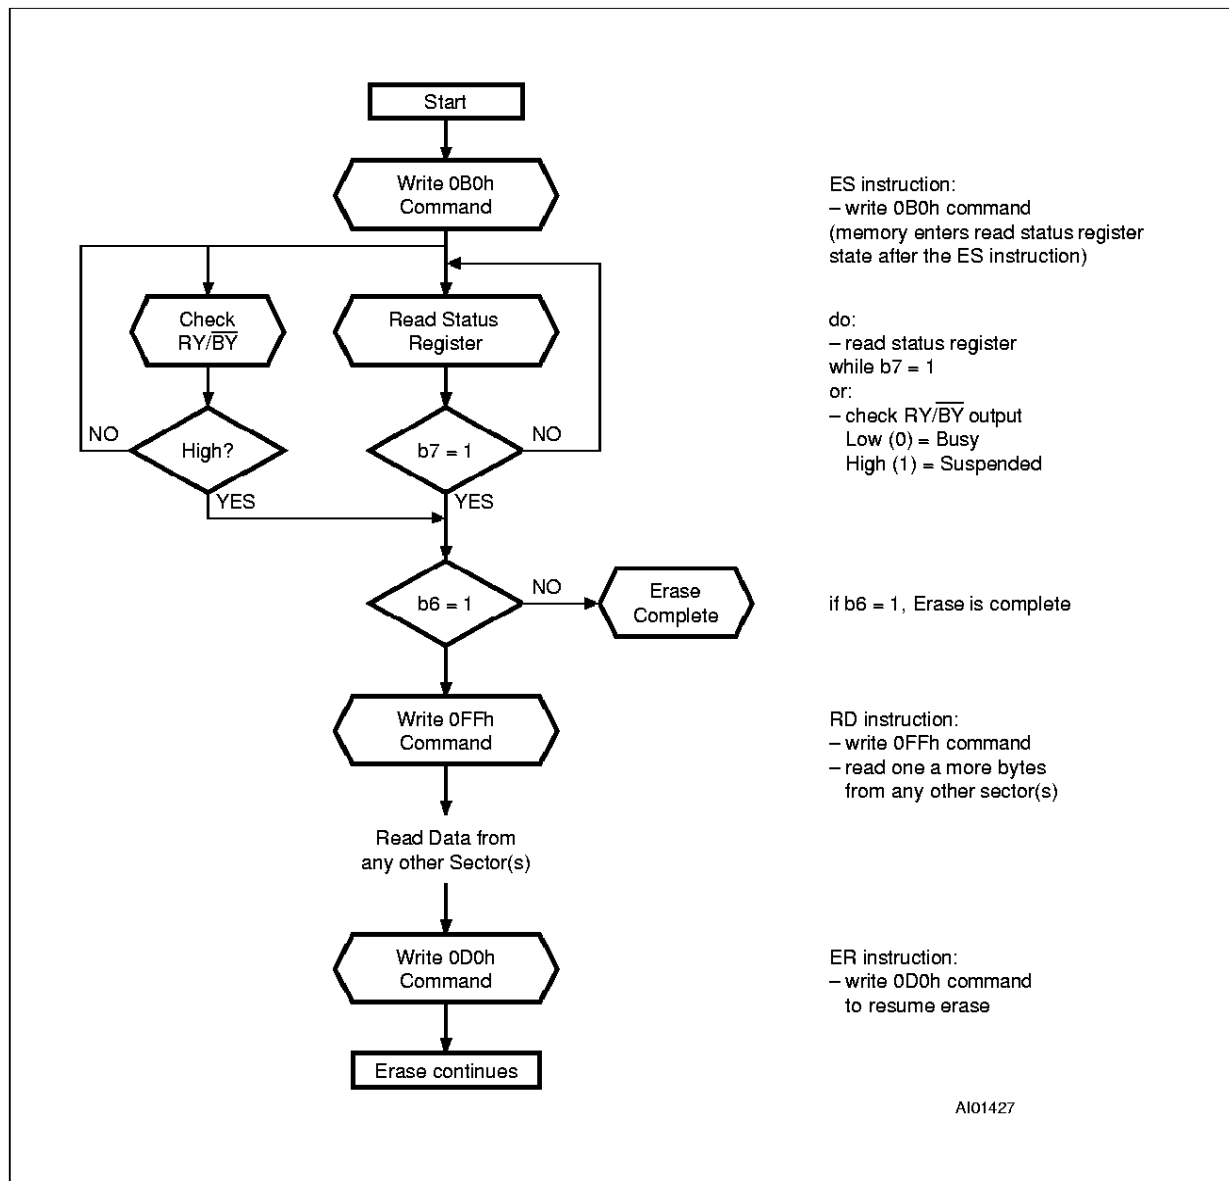 Start
Write 0B0h
Command
ES instruction:
– write 0B0h command
(memory enters read status register
state after the ES instruction)
Check
RY/B̅Y̅
Read Status
Register
do:
– read status register
while b7 = 1
or:
– check RY/B̅Y̅ output
Low (0) = Busy
High (1) = Suspended
NO
High?
b7 = 1
NO
YES
YES
b6 = 1
NO
Erase
Complete
if b6 = 1, Erase is complete
Write 0FFh
Command
RD instruction:
– write 0FFh command
– read one a more bytes
from any other sector(s)
Read Data from
any other Sector(s)
Write 0D0h
Command
ER instruction:
– write 0D0h command
to resume erase
Erase continues
AI01427